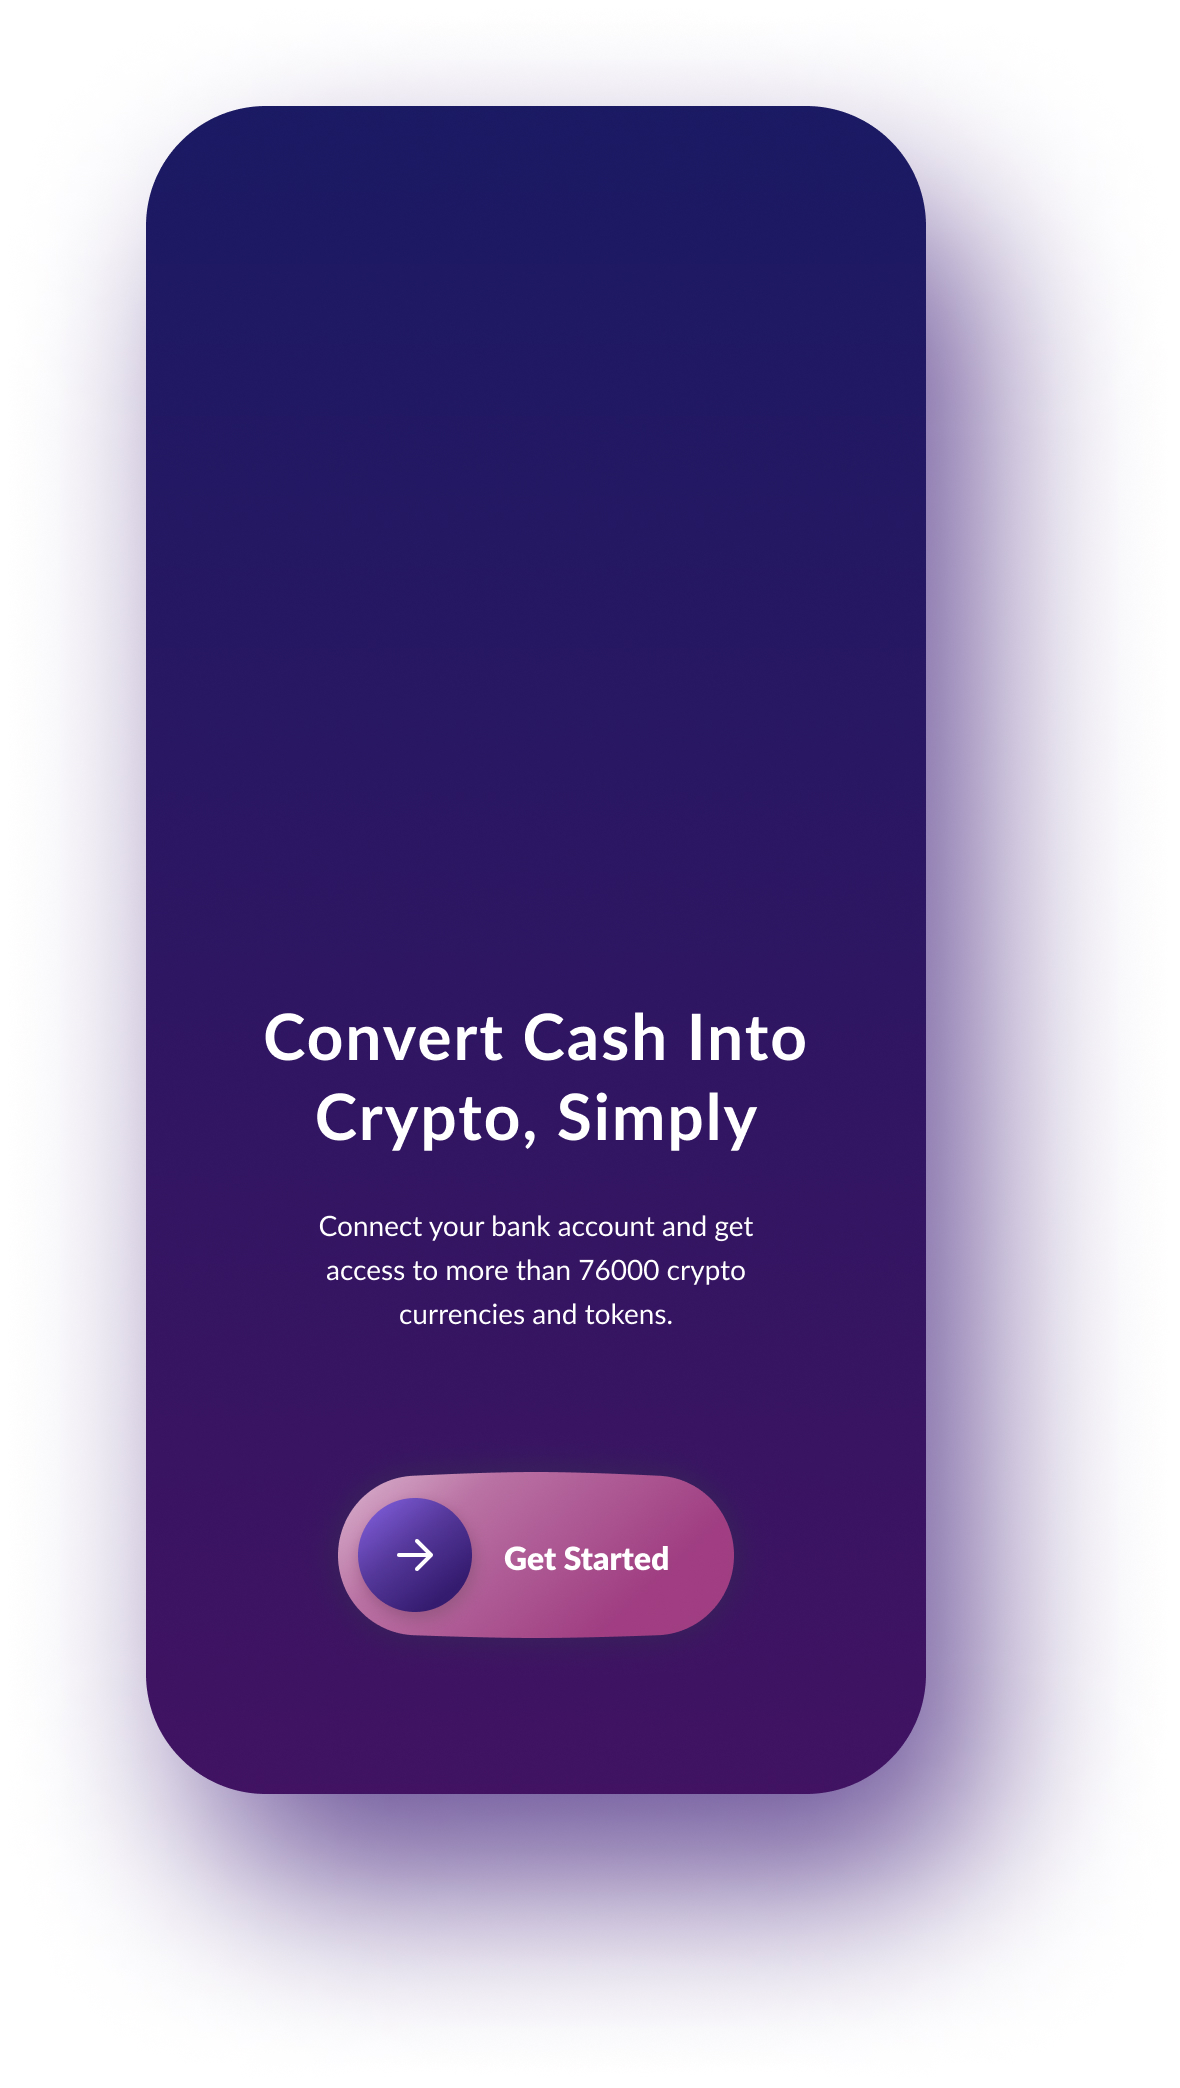 Convert Cash Into
Crypto, Simply
Connect your bank account and get
access to more than 76000 crypto
currencies and tokens.
Get Started